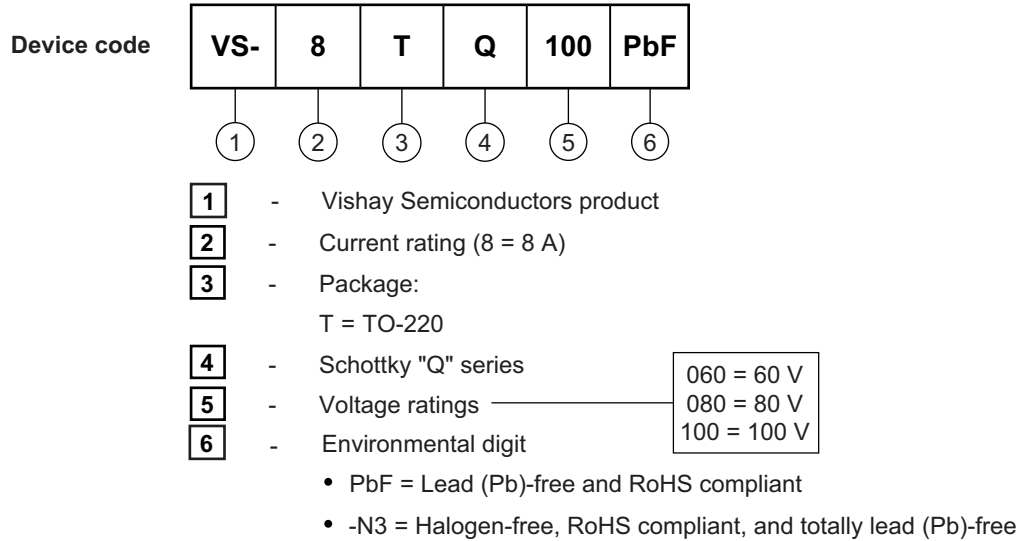 Device code VS- 8 T Q 100 PbF
1 2 3 4 5 6
1 - Vishay Semiconductors product
2 - Current rating (8 = 8 A)
3 - Package:
T = TO-220
4 - Schottky "Q" series
5 - Voltage ratings
060 = 60 V
080 = 80 V
100 = 100 V
6 - Environmental digit
• PbF = Lead (Pb)-free and RoHS compliant
• -N3 = Halogen-free, RoHS compliant, and totally lead (Pb)-free